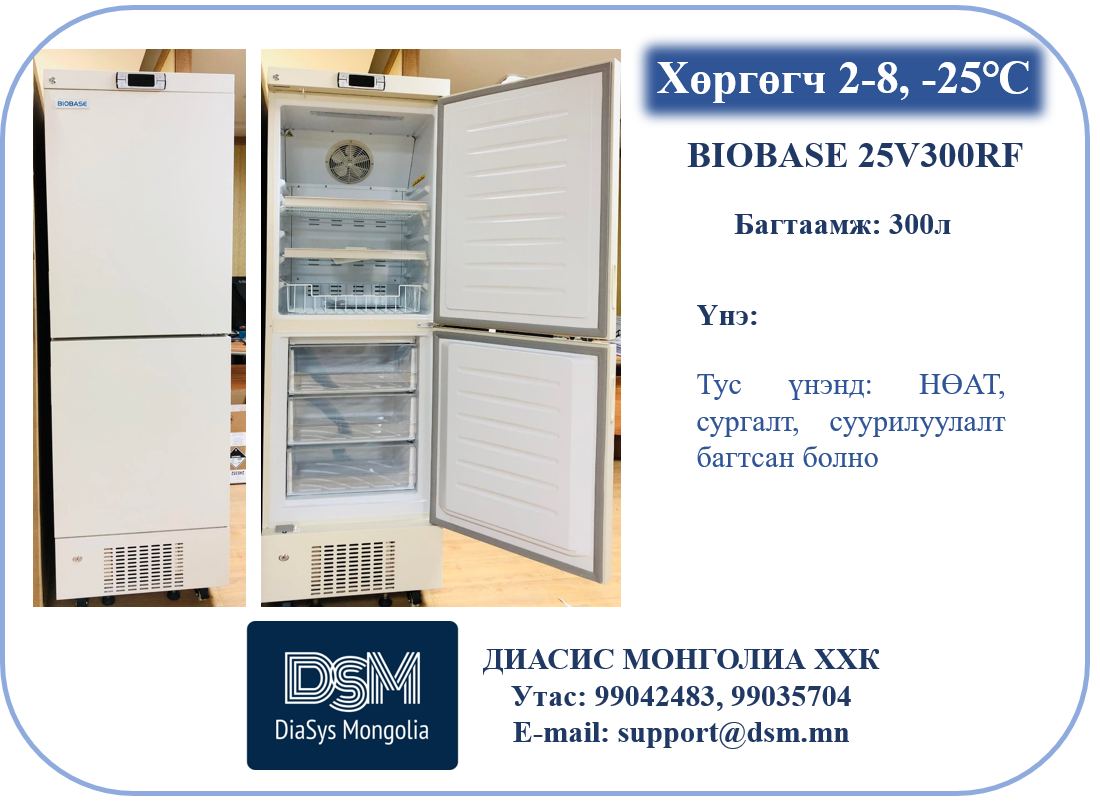 BIOBASE
Хөргөгч 2-8, -25℃
BIOBASE 25V300RF
Багтаамж: 300л
Үнэ:
Тус үнэнд: НӨАТ,
сургалт, суурилуулалт
багтсан болно
DSM
DiaSys Mongolia
ДИАСИС МОНГОЛИА ХХК
Утас: 99042483, 99035704
E-mail: support@dsm.mn